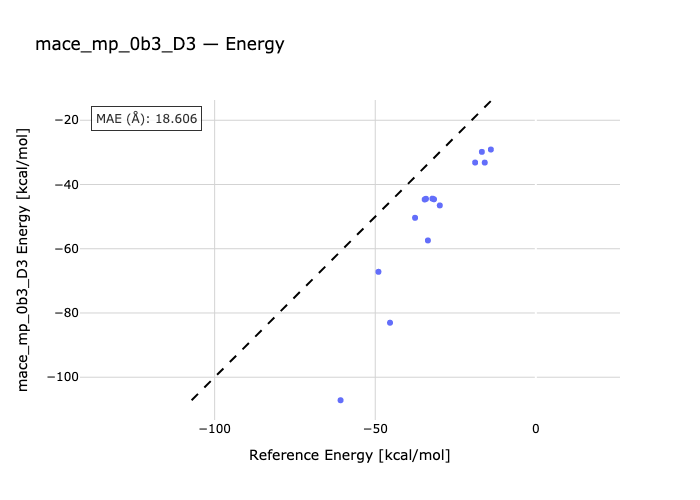 mace_mp_0b3_D3 — Energy
MAE (Å): 18.606
−20
−40
−60
−80
−100
mace_mp_0b3_D3 Energy [kcal/mol]
−100
−50
0
Reference Energy [kcal/mol]